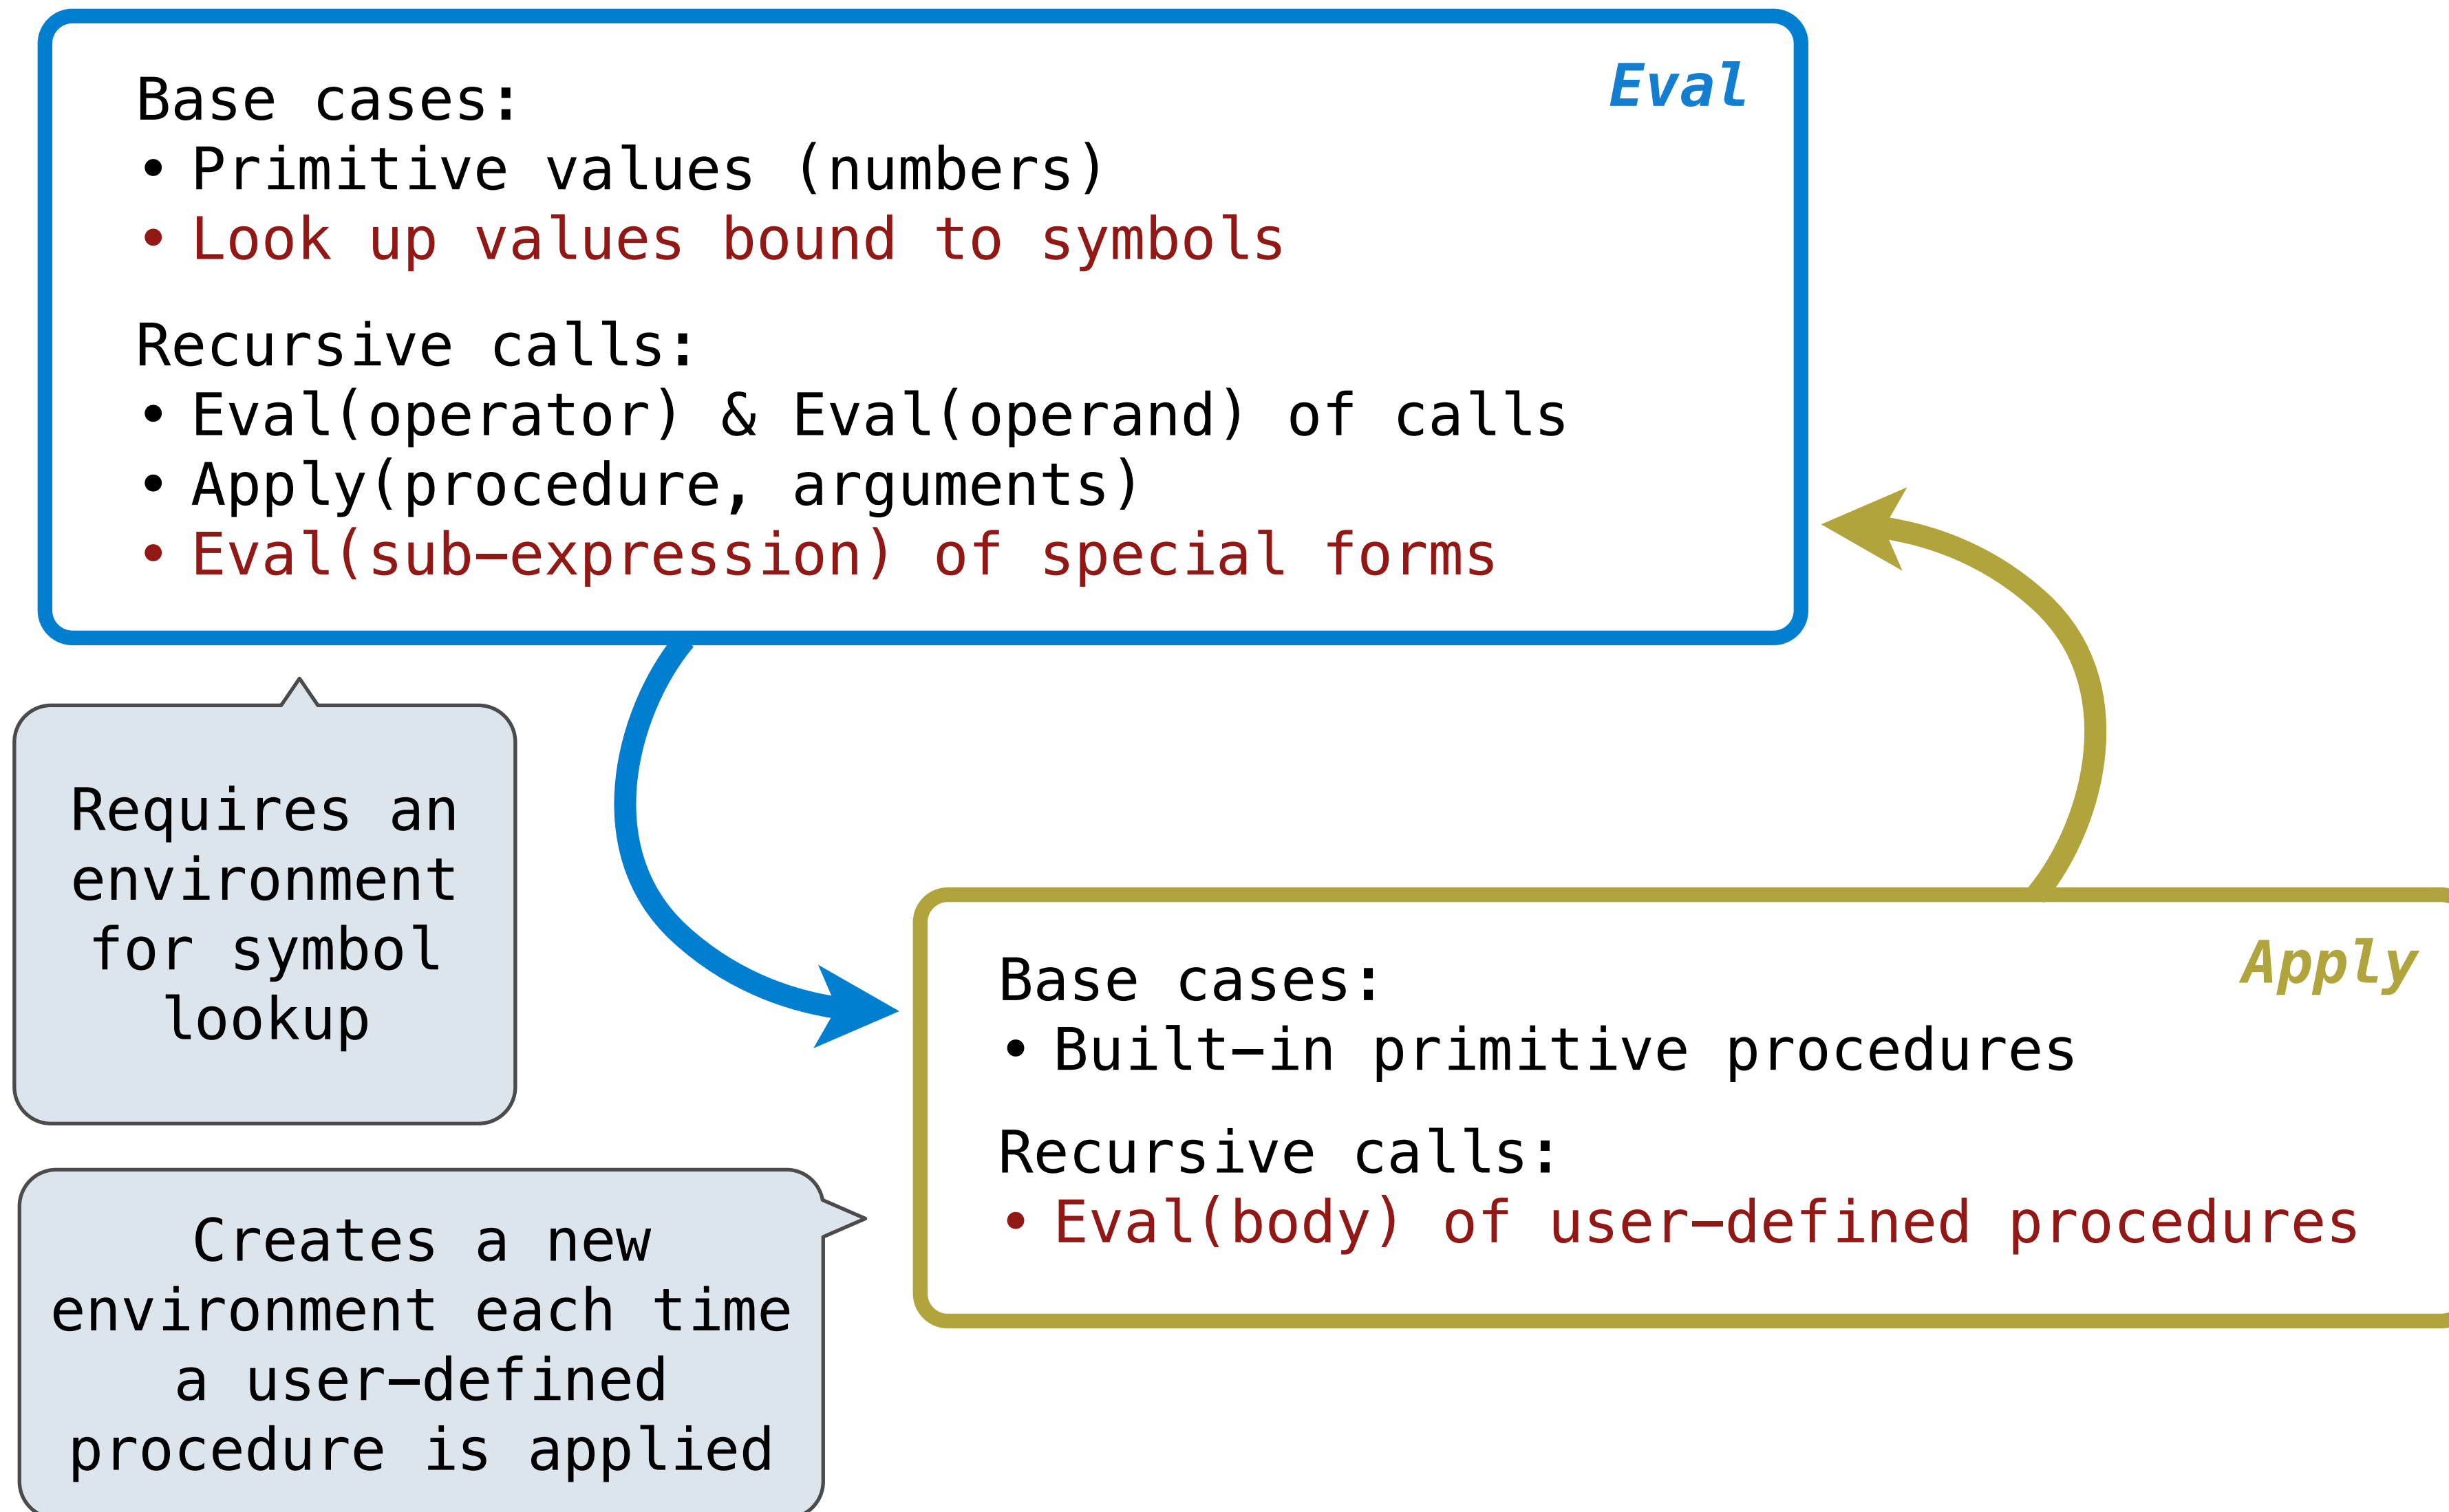 Eval
Base cases:
• Primitive values (numbers)
• Look up values bound to symbols
Recursive calls:
• Eval(operator) & Eval(operand) of calls
• Apply(procedure, arguments)
• Eval(sub-expression) of special forms
Requires an
environment
for symbol
lookup
Apply
Base cases:
• Built-in primitive procedures
Recursive calls:
• Eval(body) of user-defined procedures
Creates a new
environment each time
a user-defined
procedure is applied